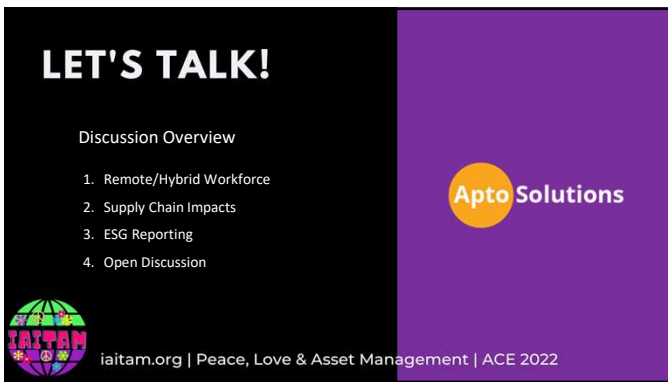 LET'S TALK!
Discussion Overview
1. Remote/Hybrid Workforce
2. Supply Chain Impacts
3. ESG Reporting
4. Open Discussion
Apto Solutions
IAITAM
iaitam.org | Peace, Love & Asset Management | ACE 2022